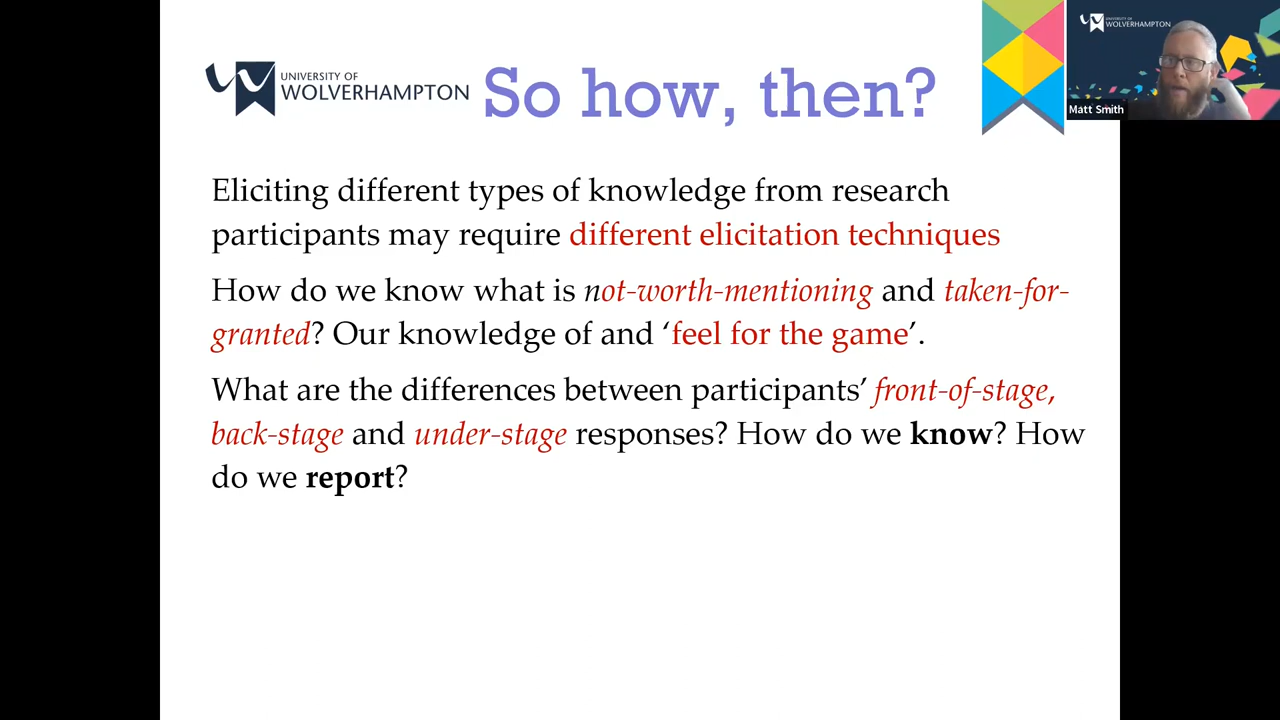 UNIVERSITY OF
WOLVERHAMPTON
So how, then?
UNIVERSITY OF
WOLVERHAMPTON
Matt Smith
Eliciting different types of knowledge from research
participants may require different elicitation techniques
How do we know what is not-worth-mentioning and taken-for-
granted? Our knowledge of and ‘feel for the game’.
What are the differences between participants’ front-of-stage,
back-stage and under-stage responses? How do we know? How
do we report?